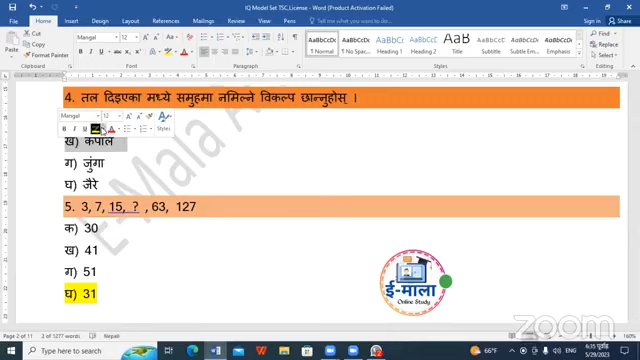 IQ Model Set TSC,License - Word (Product Activation Failed)
File Home Insert Design Layout References Mailings Review View Tell me what you want to do... Sign in Share
Paste
Cut
Copy
Format Painter
Clipboard
Mangal 12
Font
Paragraph
AaBbCcDc AaBbCcDc AaBbCc AaBbCcC AaB AaBbCcD AaBbCcDc AaBbCcDc
¶ Normal ¶ No Spac... Heading 1 Heading 2 Title Subtitle Subtle Em... Emphasis
Styles
Find
Replace
Select
Editing
4. तल दिइएका मध्ये समुहमा नमिल्ने विकल्प छान्नुहोस् ।
Mangal 12
B I U Styles
ख) कपाल
ग) जुंगा
घ) जैरे
5. 3, 7, 15, ? , 63, 127
क) 30
ख) 41
ग) 51
घ) 31
E-Mala
ई-माला
Online Study
zoom
Page 2 of 11 2 of 1277 words Nepali
Type here to search
66°F
ENG
6:35 पूर्वाह्न
5/29/2023